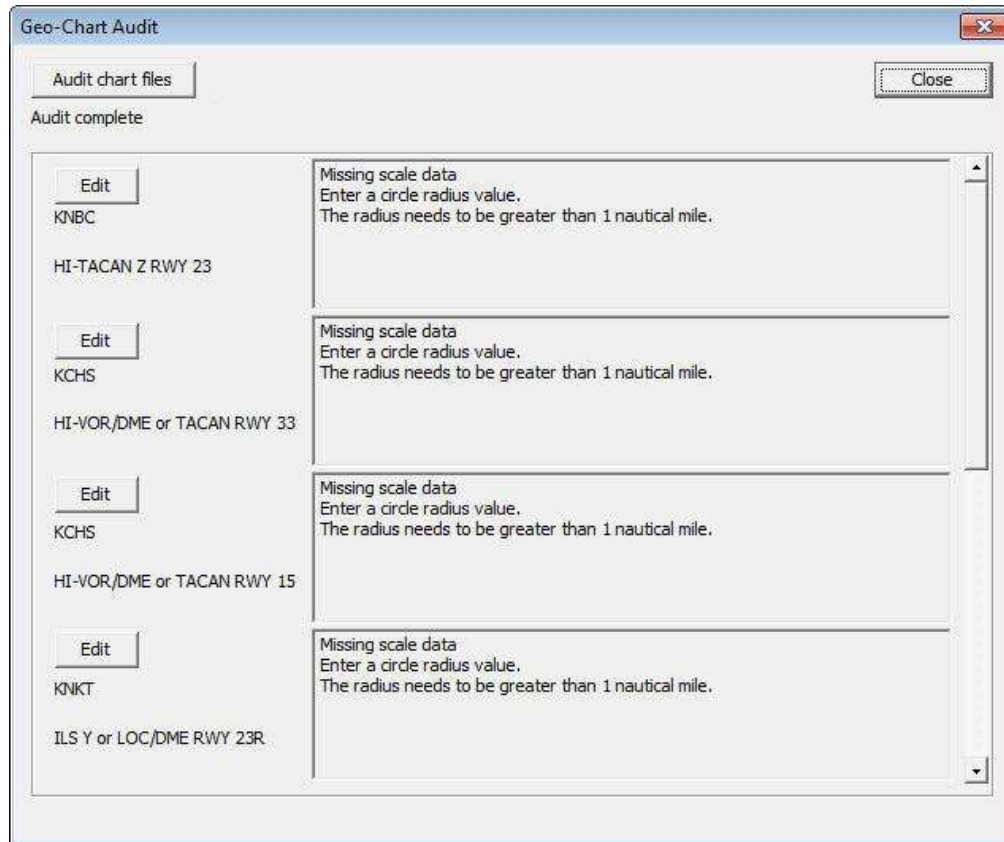 Geo-Chart Audit
Audit chart files
Close
Audit complete
Edit
KNBC
HI-TACAN Z RWY 23
Missing scale data
Enter a circle radius value.
The radius needs to be greater than 1 nautical mile.
Edit
KCHS
HI-VOR/DME or TACAN RWY 33
Missing scale data
Enter a circle radius value.
The radius needs to be greater than 1 nautical mile.
Edit
KCHS
HI-VOR/DME or TACAN RWY 15
Missing scale data
Enter a circle radius value.
The radius needs to be greater than 1 nautical mile.
Edit
KNKT
ILS Y or LOC/DME RWY 23R
Missing scale data
Enter a circle radius value.
The radius needs to be greater than 1 nautical mile.